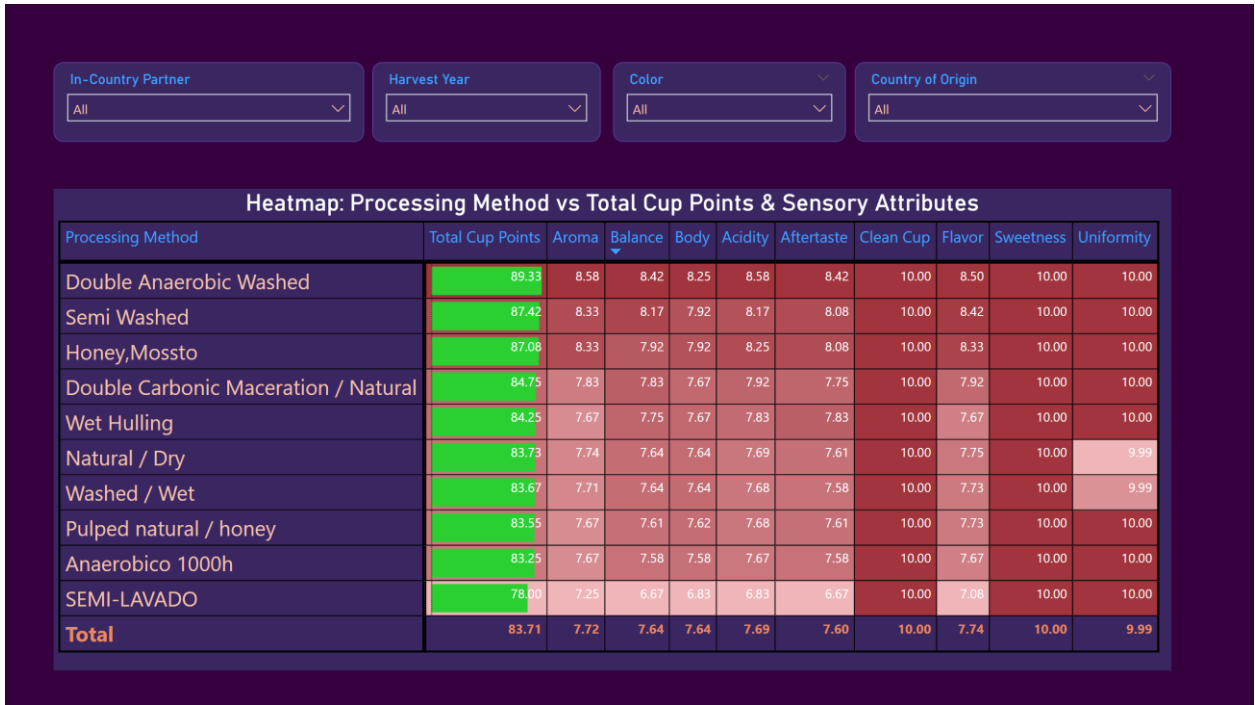 In-Country Partner Harvest Year Color Country of Origin
All All All All
Heatmap: Processing Method vs Total Cup Points & Sensory Attributes
Processing Method Total Cup Points Aroma Balance Body Acidity Aftertaste Clean Cup Flavor Sweetness Uniformity
Double Anaerobic Washed 89.33 8.58 8.42 8.25 8.58 8.42 10.00 8.50 10.00 10.00
Semi Washed 87.42 8.33 8.17 7.92 8.17 8.08 10.00 8.42 10.00 10.00
Honey,Mossto 87.08 8.33 7.92 7.92 8.25 8.08 10.00 8.33 10.00 10.00
Double Carbonic Maceration / Natural 84.75 7.83 7.83 7.67 7.92 7.75 10.00 7.92 10.00 10.00
Wet Hulling 84.25 7.67 7.75 7.67 7.83 7.83 10.00 7.67 10.00 10.00
Natural / Dry 83.73 7.74 7.64 7.64 7.69 7.61 10.00 7.75 10.00 9.99
Washed / Wet 83.67 7.71 7.64 7.64 7.68 7.58 10.00 7.73 10.00 9.99
Pulped natural / honey 83.55 7.67 7.61 7.62 7.68 7.61 10.00 7.73 10.00 10.00
Anaerobico 1000h 83.25 7.67 7.58 7.58 7.67 7.58 10.00 7.67 10.00 10.00
SEMI-LAVADO 78.00 7.25 6.67 6.83 6.83 6.67 10.00 7.08 10.00 10.00
Total 83.71 7.72 7.64 7.64 7.69 7.60 10.00 7.74 10.00 9.99